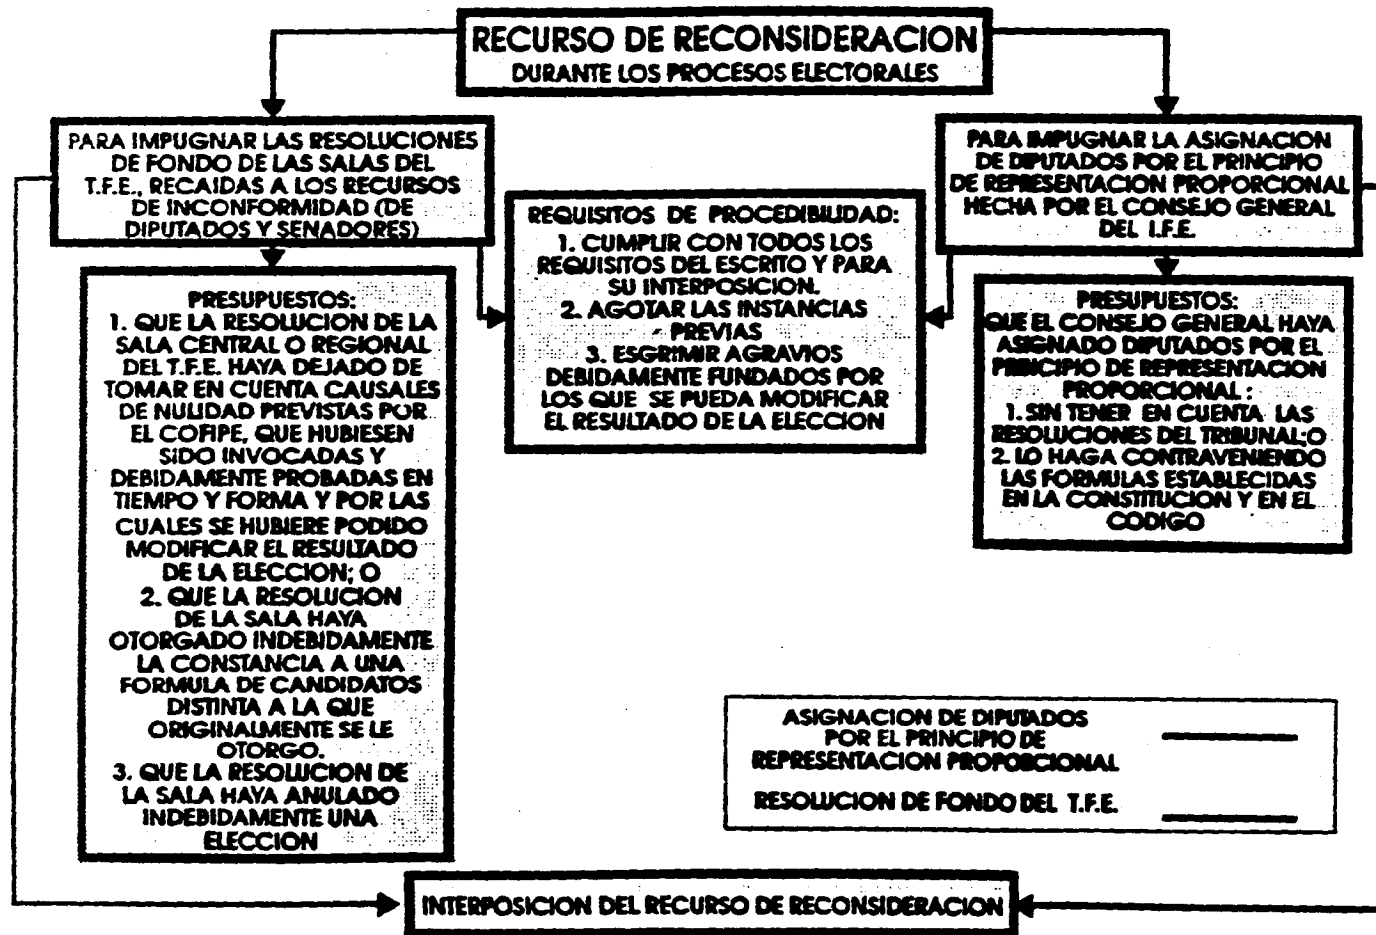 RECURSO DE RECONSIDERACION
DURANTE LOS PROCESOS ELECTORALES
PARA IMPUGNAR LAS RESOLUCIONES
DE FONDO DE LAS SALAS DEL
T.F.E., RECAIDAS A LOS RECURSOS
DE INCONFORMIDAD (DE
DIPUTADOS Y SENADORES)
PRESUPUESTOS:
1. QUE LA RESOLUCION DE LA
SALA CENTRAL O REGIONAL
DEL T.F.E. HAYA DEJADO DE
TOMAR EN CUENTA CAUSALES
DE NULIDAD PREVISTAS POR
EL COFIPE, QUE HUBIESEN
SIDO INVOCADAS Y
DEBIDAMENTE PROBADAS EN
TIEMPO Y FORMA Y POR LAS
CUALES SE HUBIERE PODIDO
MODIFICAR EL RESULTADO
DE LA ELECCION; O
2. QUE LA RESOLUCION
DE LA SALA HAYA
OTORGADO INDEBIDAMENTE
LA CONSTANCIA A UNA
FORMULA DE CANDIDATOS
DISTINTA A LA QUE
ORIGINALMENTE SE LE
OTORGO.
3. QUE LA RESOLUCION DE
LA SALA HAYA ANULADO
INDEBIDAMENTE UNA
ELECCION
REQUISITOS DE PROCEDIBILIDAD:
1. CUMPLIR CON TODOS LOS
REQUISITOS DEL ESCRITO Y PARA
SU INTERPOSICION.
2. AGOTAR LAS INSTANCIAS
PREVIAS
3. ESGRIMIR AGRAVIOS
DEBIDAMENTE FUNDADOS POR
LOS QUE SE PUEDA MODIFICAR
EL RESULTADO DE LA ELECCION
PARA IMPUGNAR LA ASIGNACION
DE DIPUTADOS POR EL PRINCIPIO
DE REPRESENTACION PROPORCIONAL
HECHA POR EL CONSEJO GENERAL
DEL I.F.E.
PRESUPUESTOS:
QUE EL CONSEJO GENERAL HAYA
ASIGNADO DIPUTADOS POR EL
PRINCIPIO DE REPRESENTACION
PROPORCIONAL :
1. SIN TENER EN CUENTA LAS
RESOLUCIONES DEL TRIBUNAL;O
2. LO HAGA CONTRAVENIENDO
LAS FORMULAS ESTABLECIDAS
EN LA CONSTITUCION Y EN EL
CODIGO
ASIGNACION DE DIPUTADOS
POR EL PRINCIPIO DE
REPRESENTACION PROPORCIONAL
RESOLUCION DE FONDO DEL T.F.E.
INTERPOSICION DEL RECURSO DE RECONSIDERACION